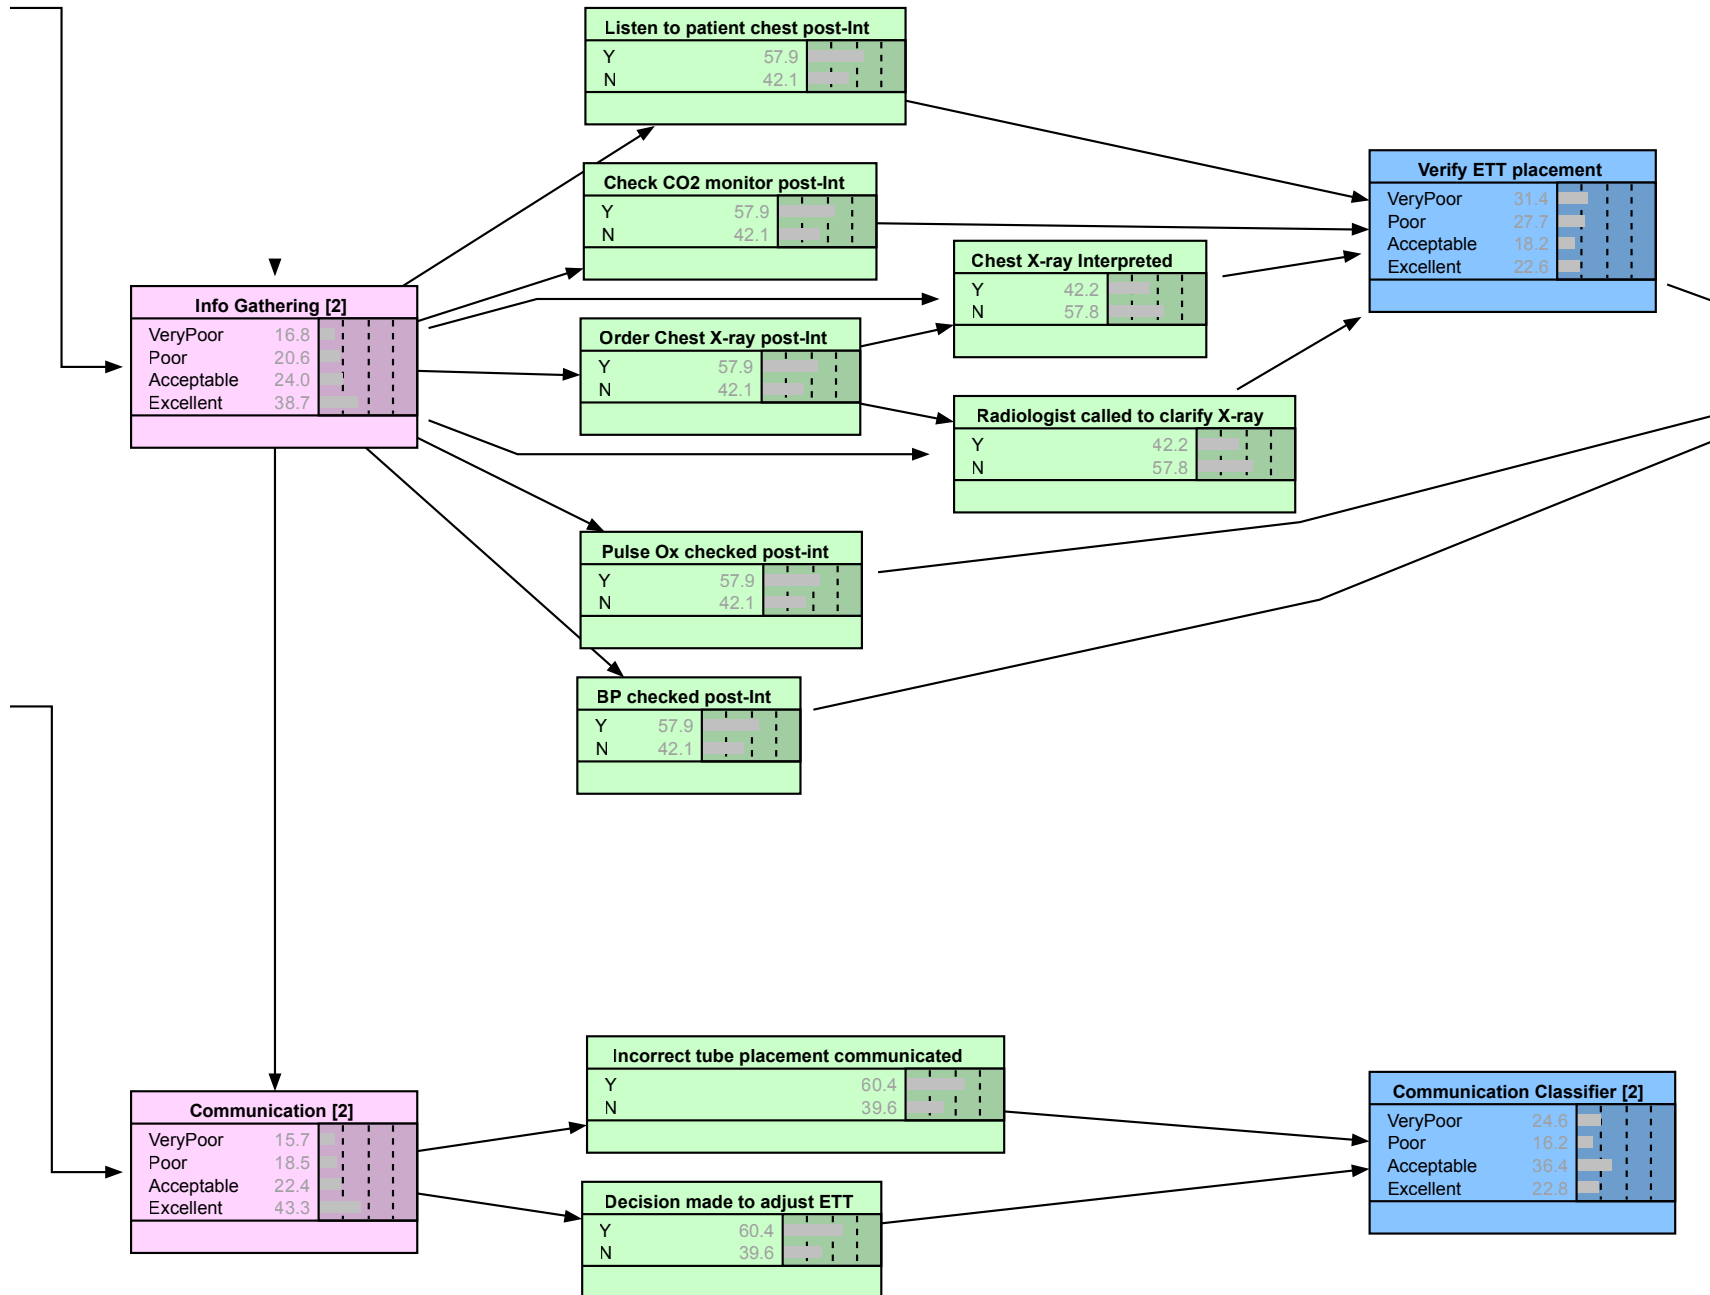 Listen to patient chest post-Int
Y 57.9
N 42.1
Check CO2 monitor post-Int
Y 57.9
N 42.1
Verify ETT placement
VeryPoor 31.4
Poor 27.7
Acceptable 18.2
Excellent 22.6
Chest X-ray Interpreted
Y 42.2
N 57.8
Info Gathering [2]
VeryPoor 16.8
Poor 20.6
Acceptable 24.0
Excellent 38.7
Order Chest X-ray post-Int
Y 57.9
N 42.1
Radiologist called to clarify X-ray
Y 42.2
N 57.8
Pulse Ox checked post-int
Y 57.9
N 42.1
BP checked post-Int
Y 57.9
N 42.1
Incorrect tube placement communicated
Y 60.4
N 39.6
Communication [2]
VeryPoor 15.7
Poor 18.5
Acceptable 22.4
Excellent 43.3
Communication Classifier [2]
VeryPoor 24.6
Poor 16.2
Acceptable 36.4
Excellent 22.8
Decision made to adjust ETT
Y 60.4
N 39.6